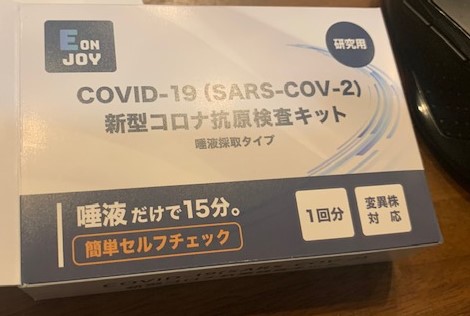 E ON
JOY
研究用
COVID-19 (SARS-COV-2)
新型コロナ抗原検査キット
唾液採取タイプ
唾液だけで15分。
簡単セルフチェック
1回分
変異株
対応